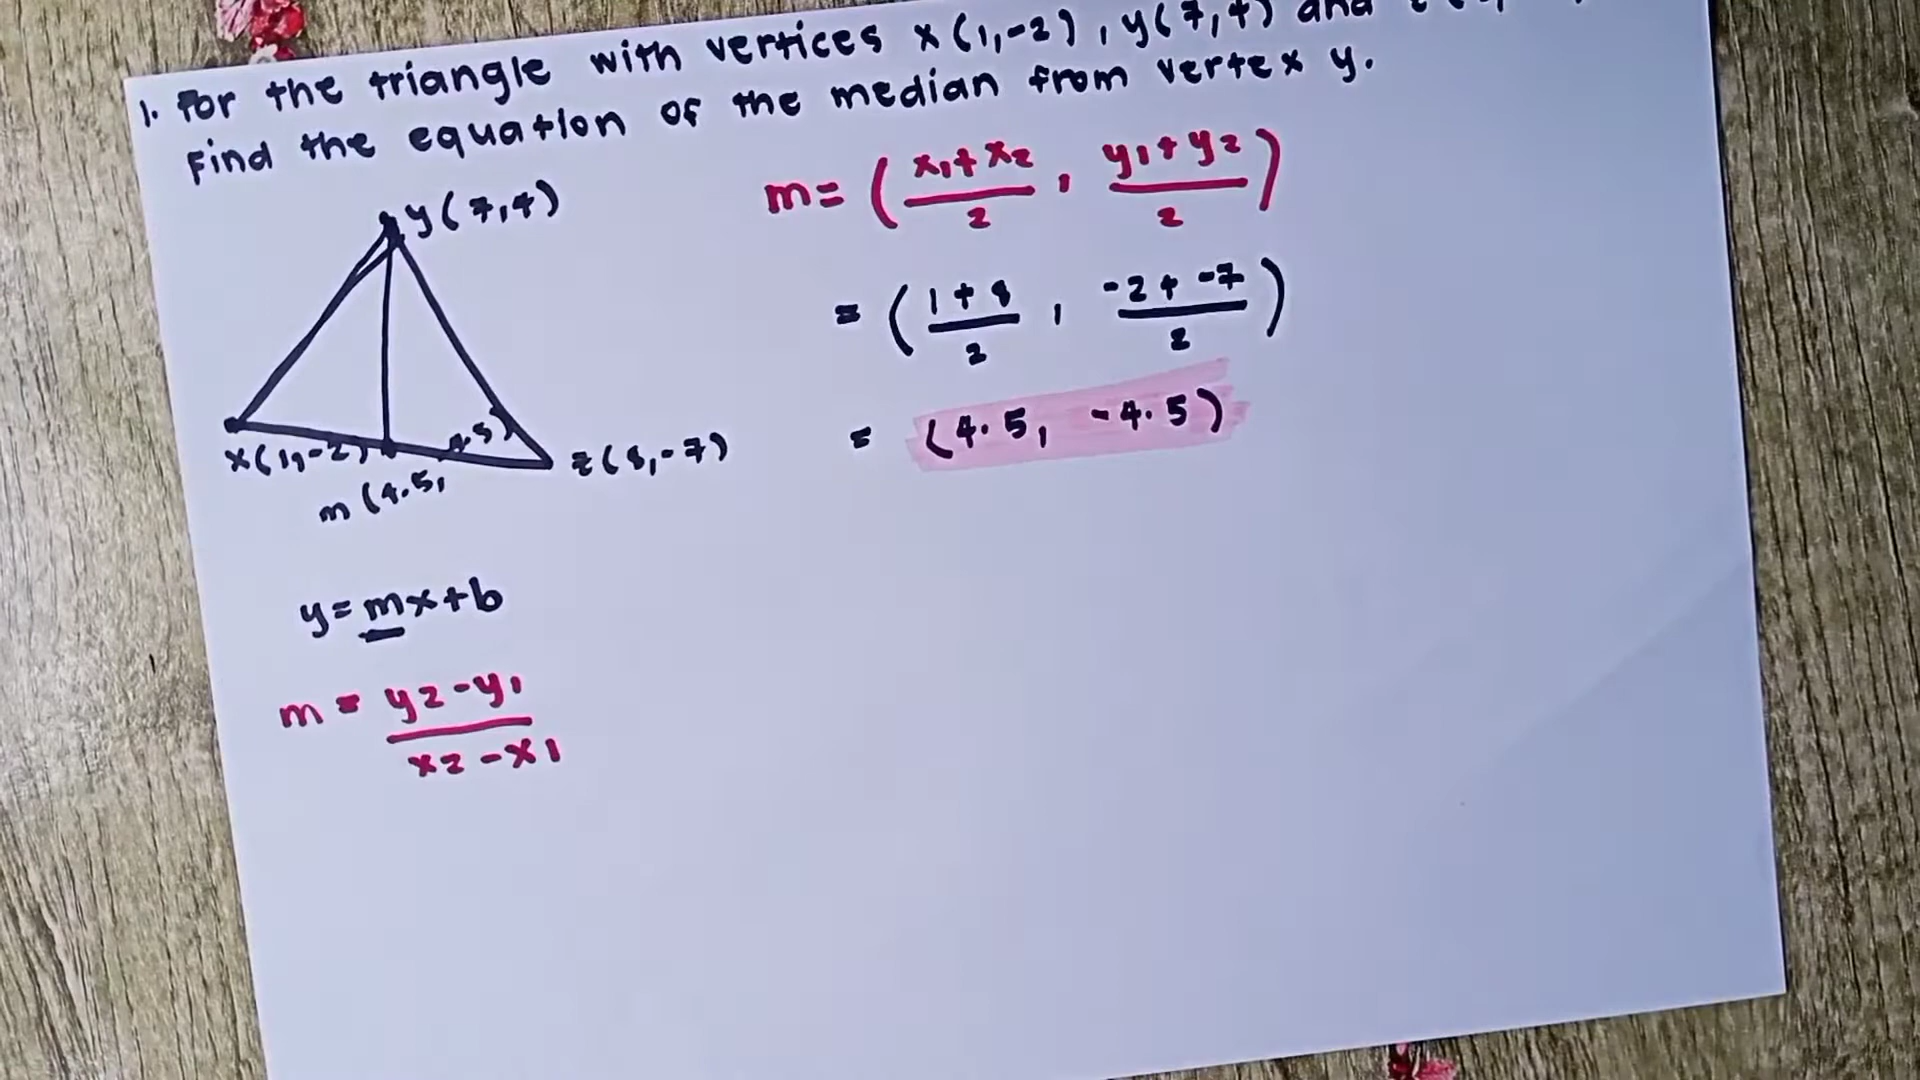 1. For the triangle with vertices x(1,-2), y(7,4) and
Find the equation of the median from vertex y.
y(7,4)
m = (x1+x2/2, y1+y2/2)
= (1+8/2, -2+-7/2)
= (4.5, -4.5)
x(1,-2)
z(8,-7)
m(4.5, 4.5)
y=mx+b
m = y2-y1/x2-x1